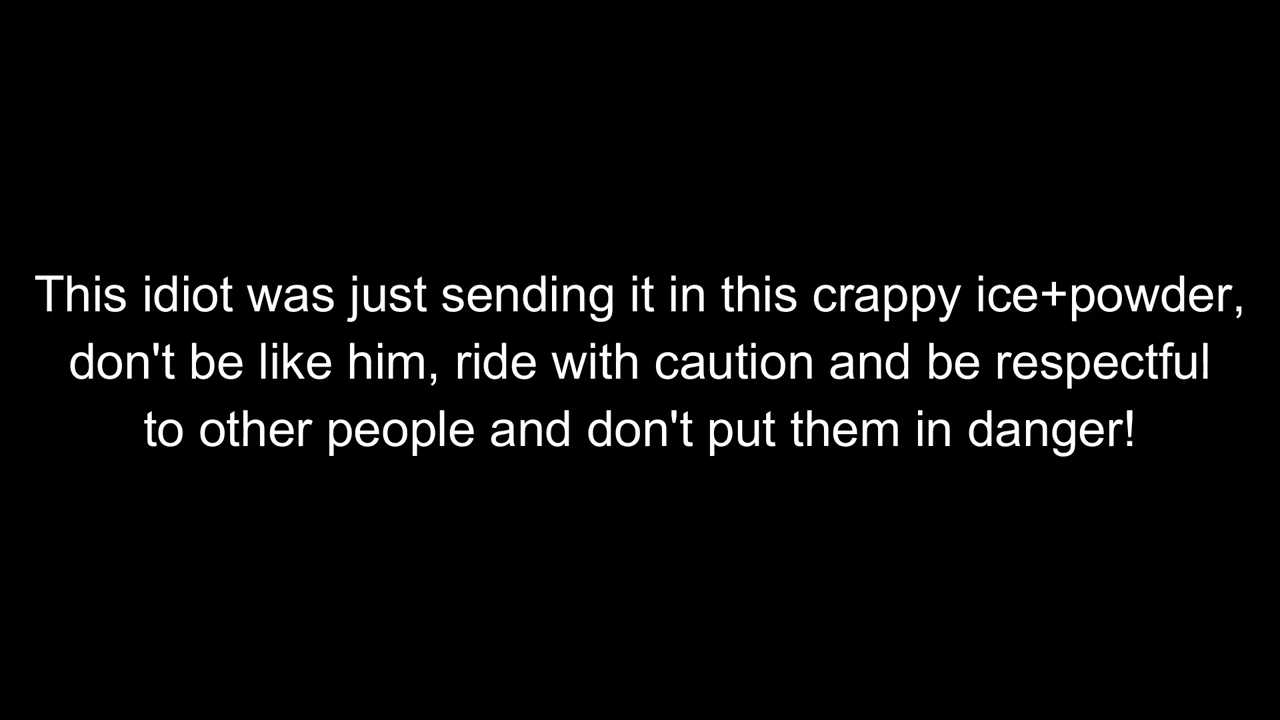 This idiot was just sending it in this crappy ice+powder,
don't be like him, ride with caution and be respectful
to other people and don't put them in danger!